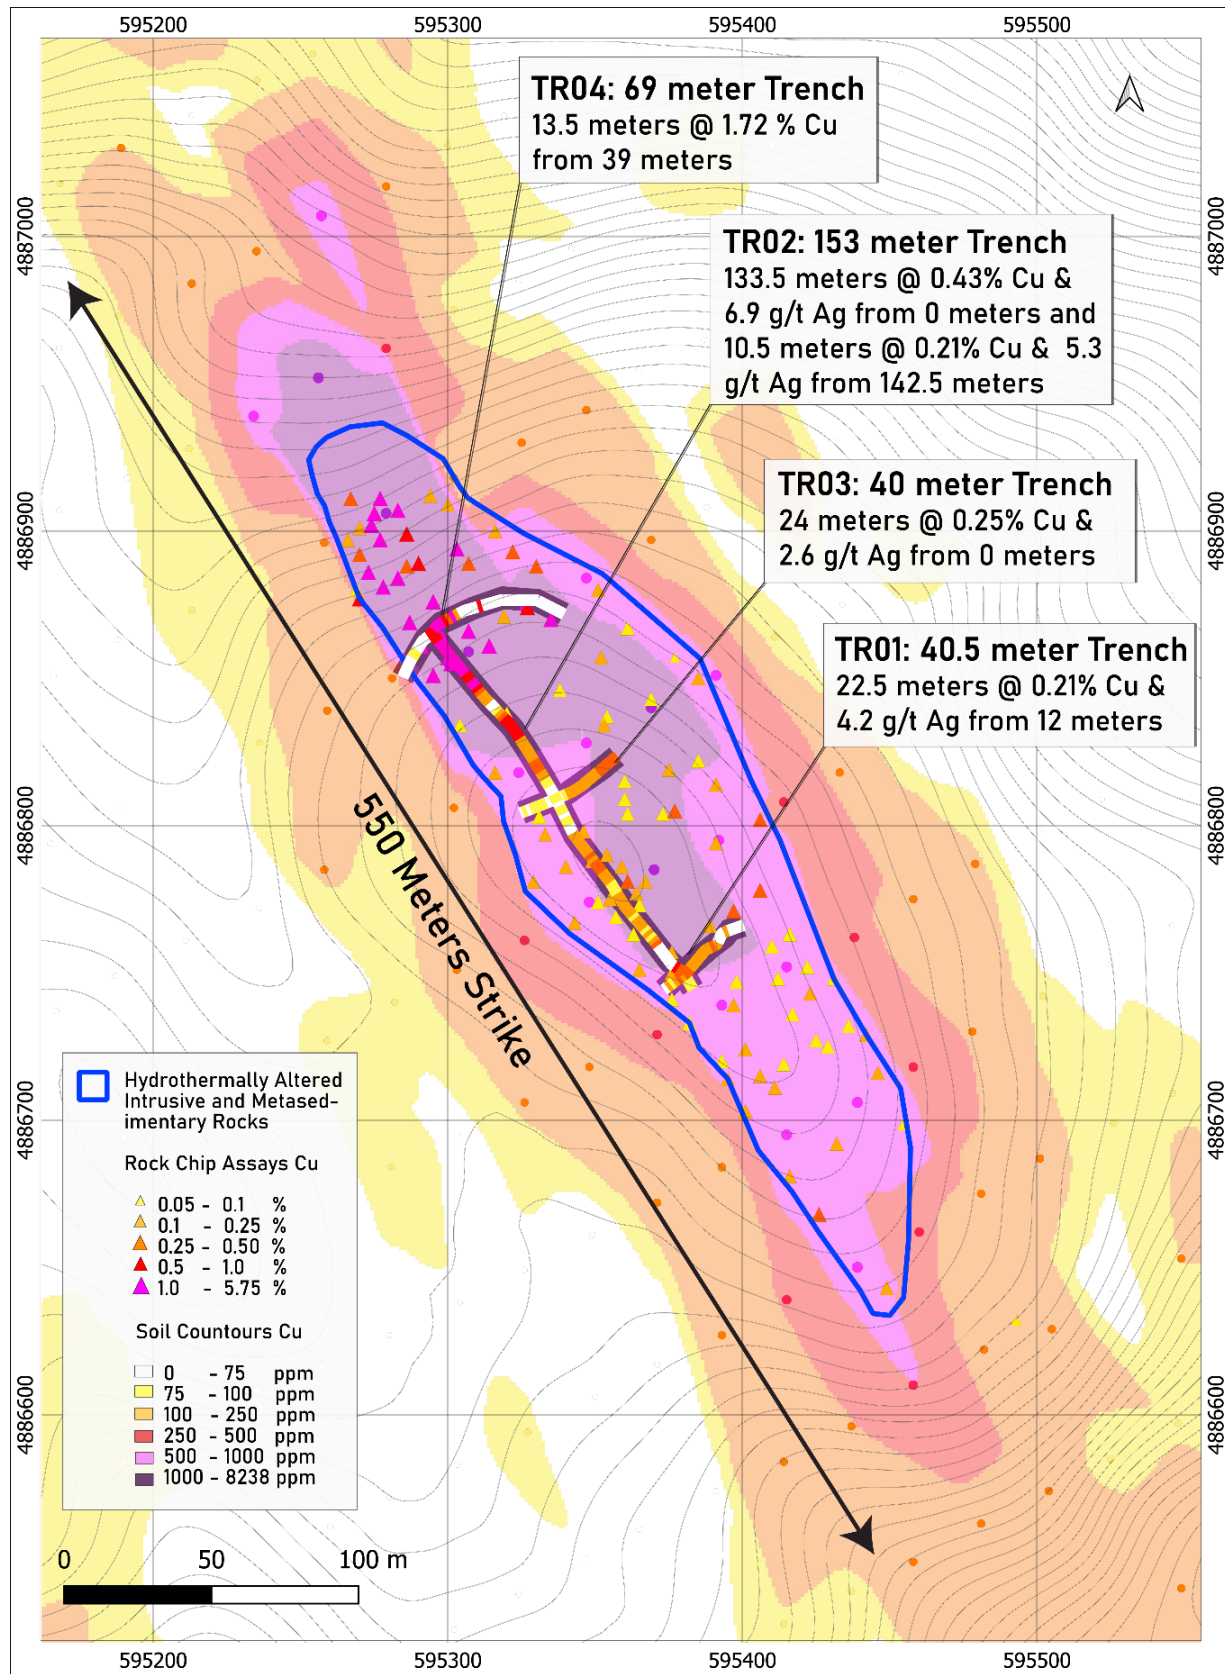 595200 595300 595400 595500
TR04: 69 meter Trench
13.5 meters @ 1.72 % Cu
from 39 meters
4887000 4887000
TR02: 153 meter Trench
133.5 meters @ 0.43% Cu &
6.9 g/t Ag from 0 meters and
10.5 meters @ 0.21% Cu & 5.3
g/t Ag from 142.5 meters
TR03: 40 meter Trench
24 meters @ 0.25% Cu &
2.6 g/t Ag from 0 meters
4886900 4886900
TR01: 40.5 meter Trench
22.5 meters @ 0.21% Cu &
4.2 g/t Ag from 12 meters
4886800 4886800
550 Meters Strike
4886700 4886700
Hydrothermally Altered
Intrusive and Metased-
imentary Rocks
Rock Chip Assays Cu
0.05 - 0.1 %
0.1 - 0.25 %
0.25 - 0.50 %
0.5 - 1.0 %
1.0 - 5.75 %
Soil Countours Cu
0 - 75 ppm
75 - 100 ppm
100 - 250 ppm
250 - 500 ppm
500 - 1000 ppm
1000 - 8238 ppm
4886600 4886600
0 50 100 m
595200 595300 595400 595500